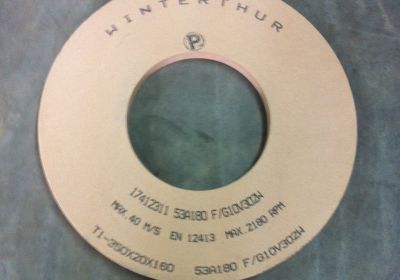 WINTERTHUR
P
17412311 53A180 F/G10V302W
MAX.40 M/S EN 12413 MAX.2180 RPM
T1-350X20X160 53A180 F/G10V302W